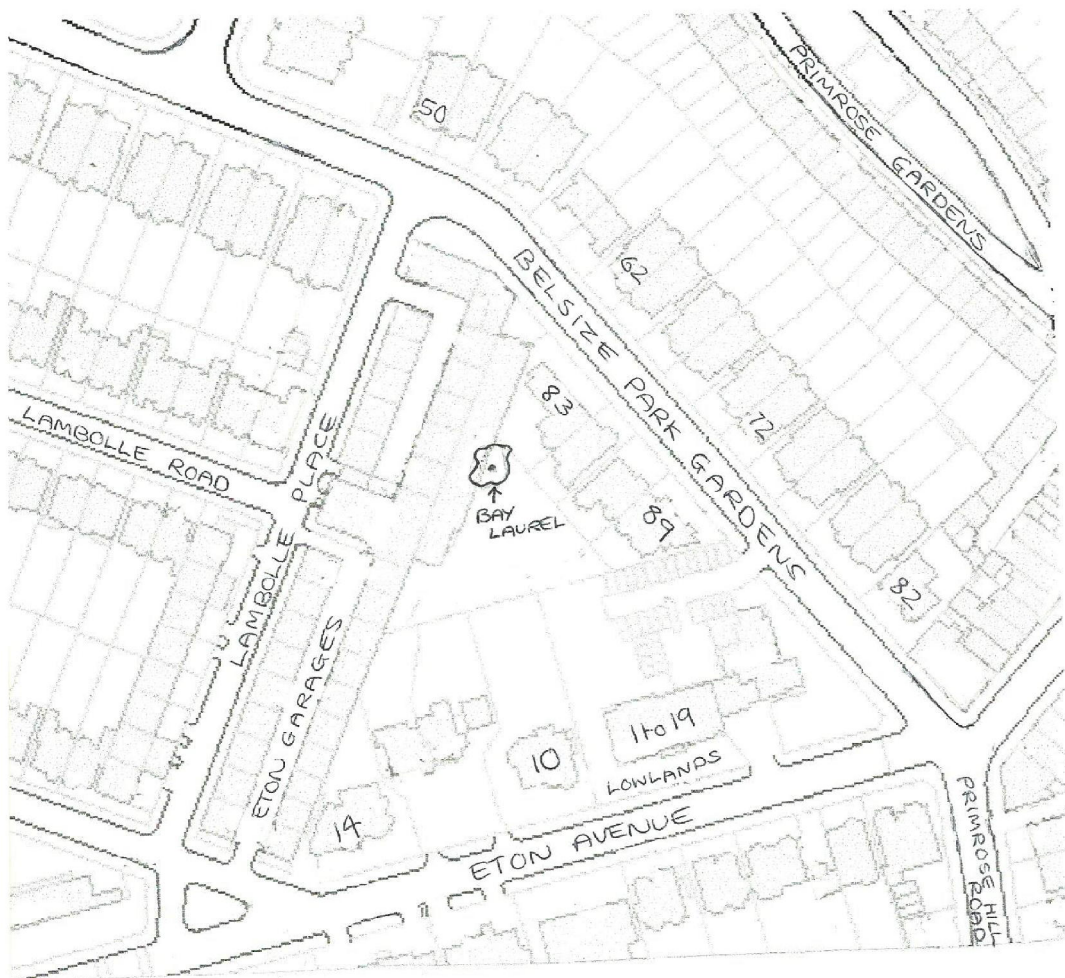 PRIMROSE GARDENS
50
BELSIZE PARK GARDENS
62
83
72
LAMBOLLE ROAD
LAMBOLLE PLACE
BAY
LAUREL
89
82
ETON GARAGES
1 to 19
10
LOWLANDS
14
ETON AVENUE
PRIMROSE HILL
ROAD